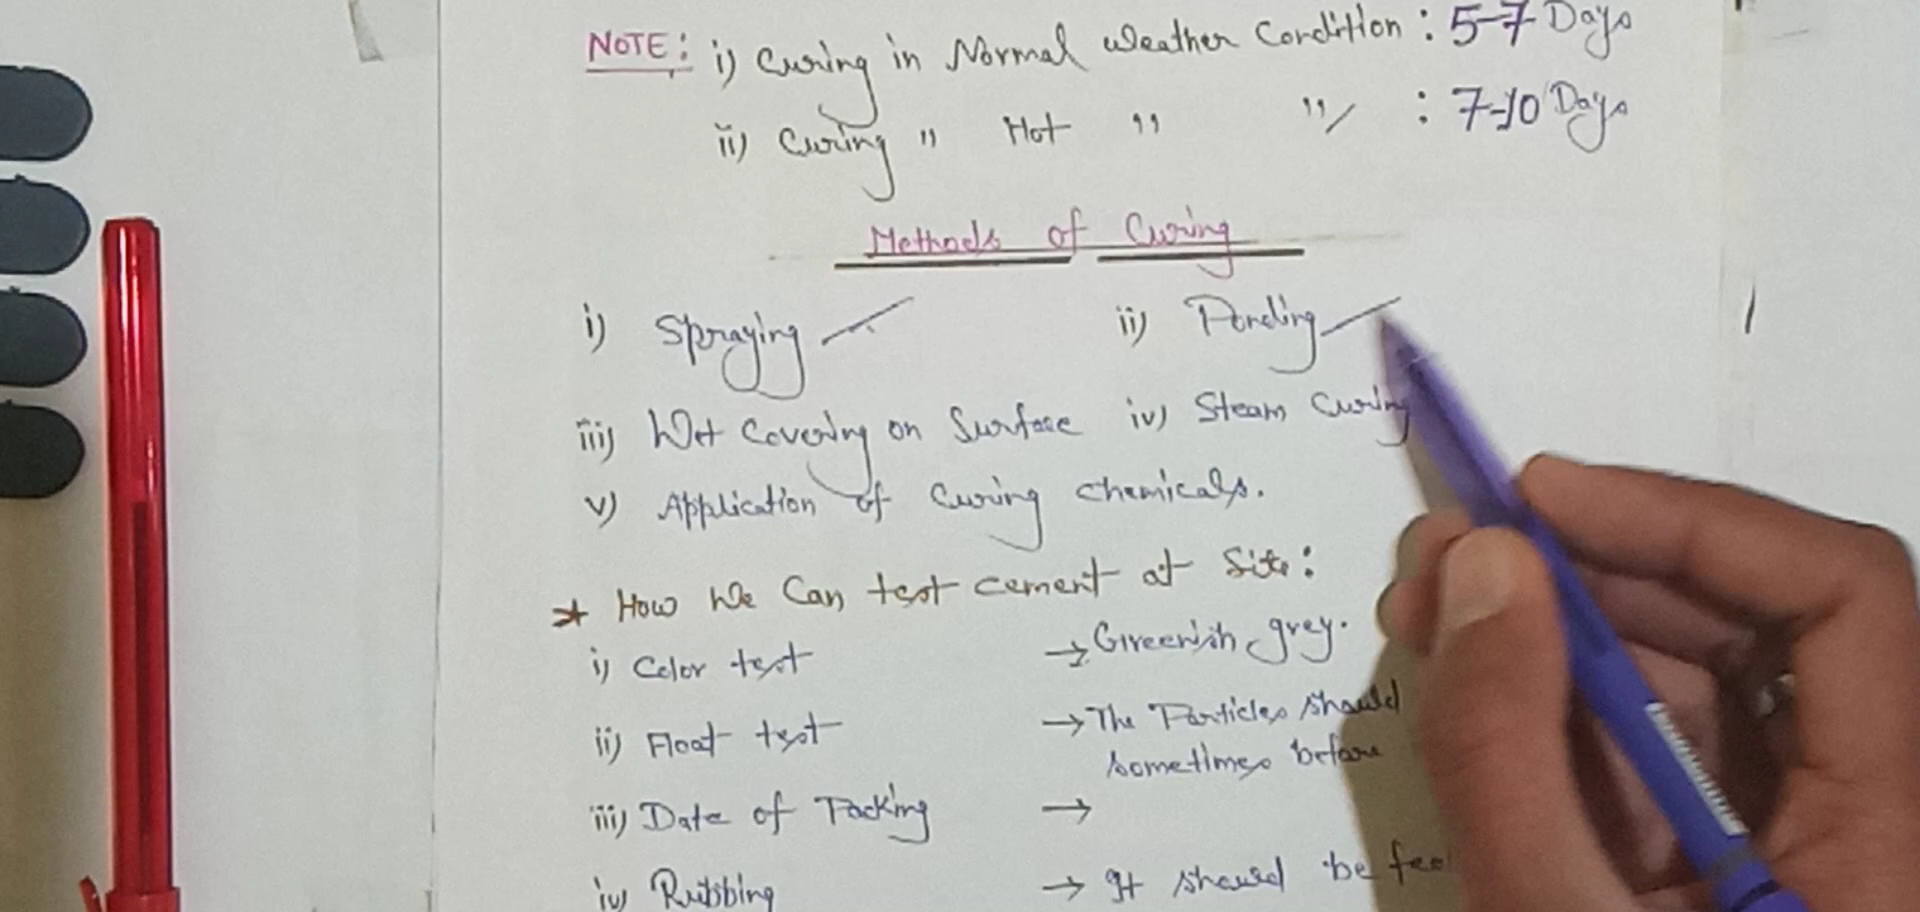 NOTE: i) Curing in Normal weather Condition : 5-7 Days
ii) Curing " Hot " " : 7-10 Days
Methods of Curing
i) Spraying ii) Ponding
iii) Wet Covering on Surface iv) Steam Curing
v) Application of Curing chemicals.
* How We Can test cement at Site:
i) Color test → Greenish grey.
ii) Float test → The Particles should
sometimes before
iii) Date of Packing →
iv) Rubbing → It should be feel